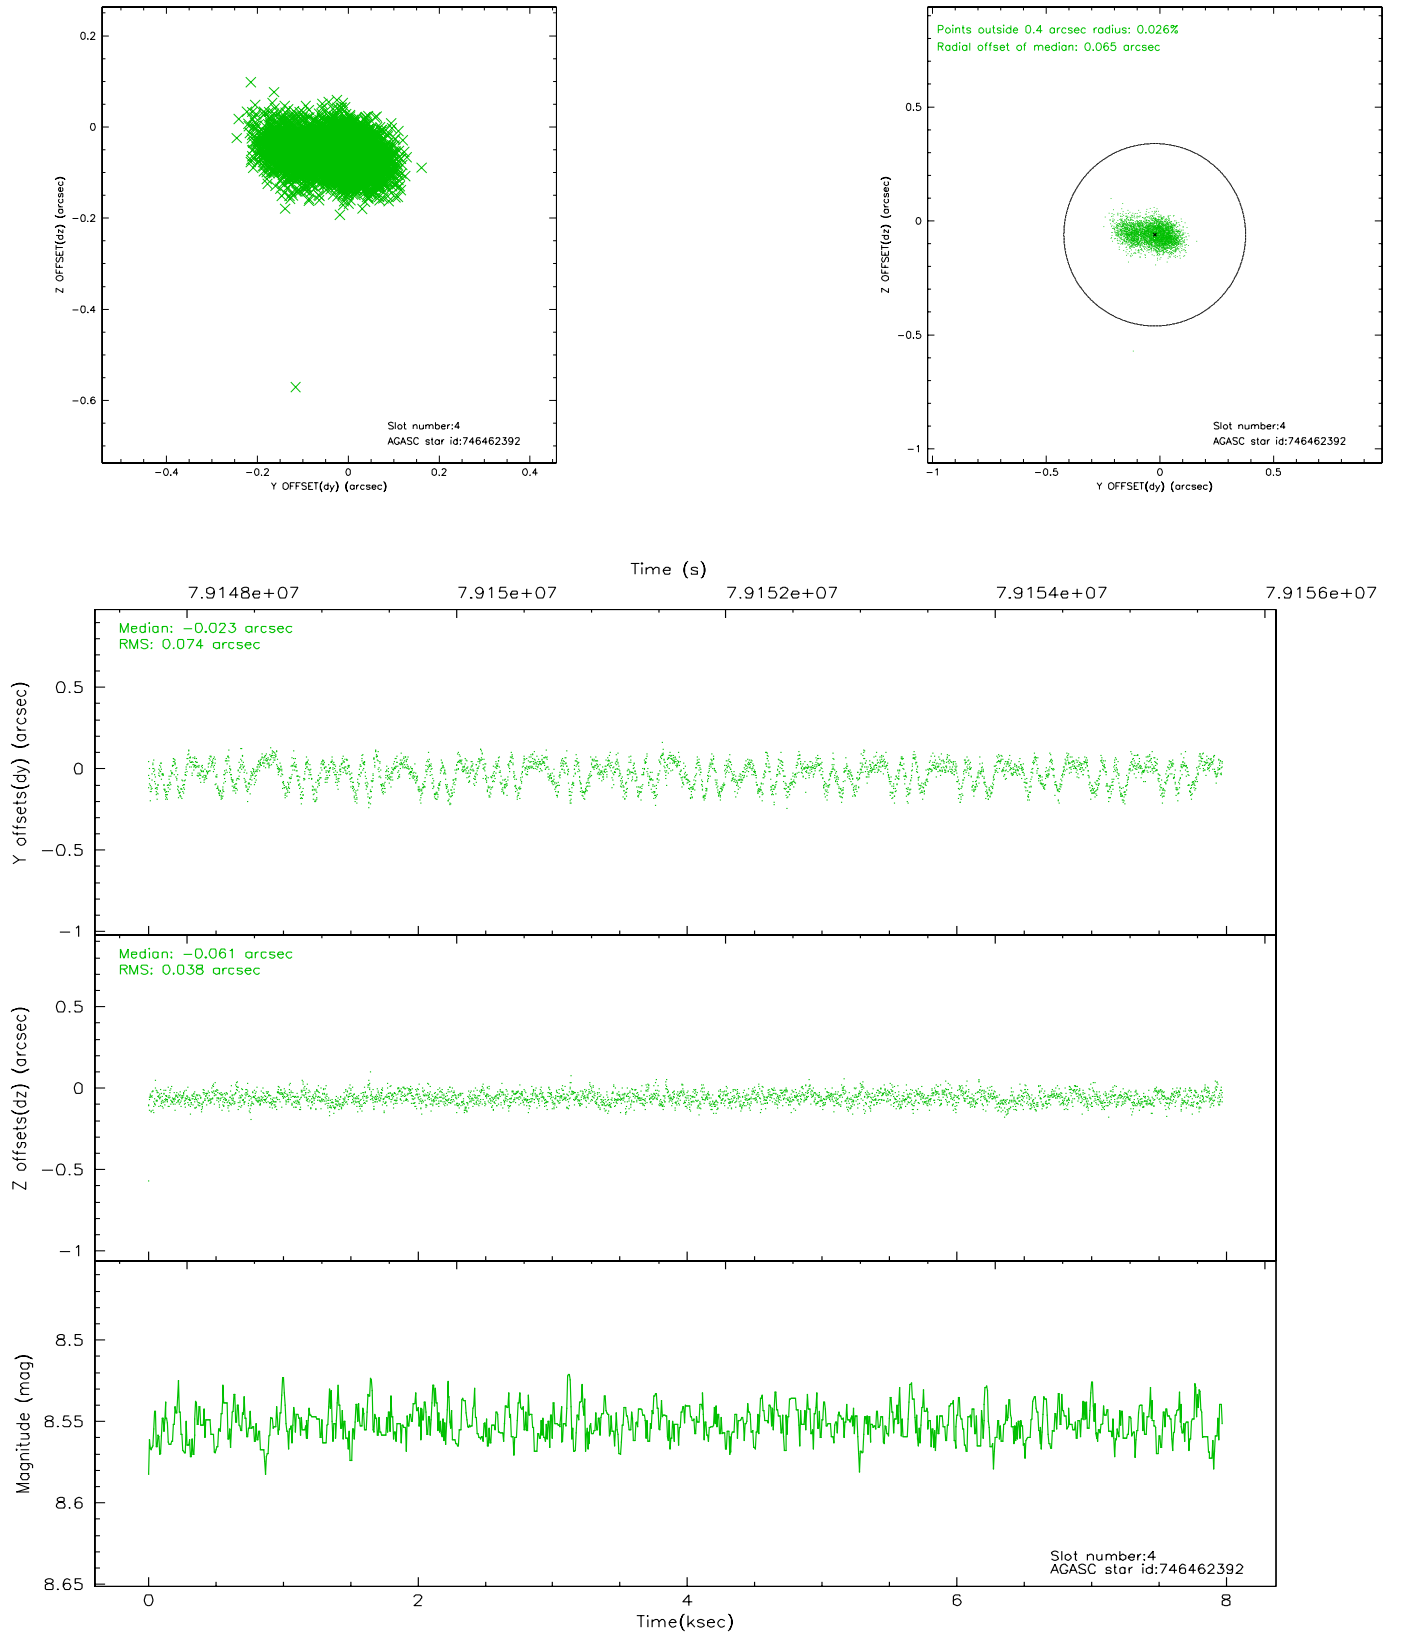 0.2
0
−0.2
−0.4
−0.6
Z OFFSET(dz) (arcsec)
Slot number:4
AGASC star id:746462392
−0.4
−0.2
0
0.2
0.4
Y OFFSET(dy) (arcsec)
Points outside 0.4 arcsec radius: 0.026%
Radial offset of median: 0.065 arcsec
0.5
0
−0.5
−1
Z OFFSET(dz) (arcsec)
Slot number:4
AGASC star id:746462392
−1
−0.5
0
0.5
Y OFFSET(dy) (arcsec)
Time (s)
7.9148e+07
7.915e+07
7.9152e+07
7.9154e+07
7.9156e+07
Median: −0.023 arcsec
RMS: 0.074 arcsec
0.5
0
−0.5
−1
Y offsets(dy) (arcsec)
Median: −0.061 arcsec
RMS: 0.038 arcsec
0.5
0
−0.5
−1
Z offsets(dz) (arcsec)
8.5
8.55
8.6
8.65
Magnitude (mag)
Slot number:4
AGASC star id:746462392
0
2
4
6
8
Time(ksec)